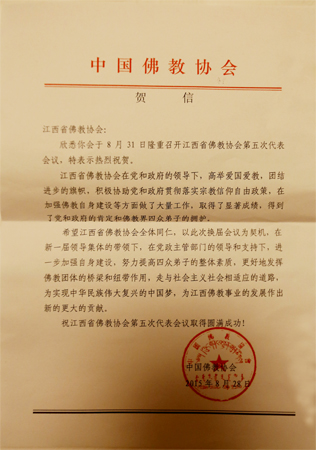 中国佛教协会
贺 信
江西省佛教协会:
欣悉你会于 8 月 31 日隆重召开江西省佛教协会第五次代表
会议，特表示热烈祝贺。
江西省佛教协会在党和政府的领导下，高举爱国爱教，团结
进步的旗帜，积极协助党和政府贯彻落实宗教信仰自由政策，在
加强佛教自身建设等方面做了大量工作，取得了显著成绩，得到
了党和政府的肯定和佛教界四众弟子的拥护。
希望江西省佛教协会全体同仁，以此次换届会议为契机，在
新一届领导集体的带领下，在党政主管部门的领导和支持下，进
一步加强自身建设，努力提高四众弟子的整体素质，更好地发挥
佛教团体的桥梁和纽带作用，走与社会主义社会相适应的道路，
为实现中华民族伟大复兴的中国梦，为江西佛教事业的发展作出
新的更大的贡献。
祝江西省佛教协会第五次代表会议取得圆满成功！
中国佛教协会
2015年8月28日